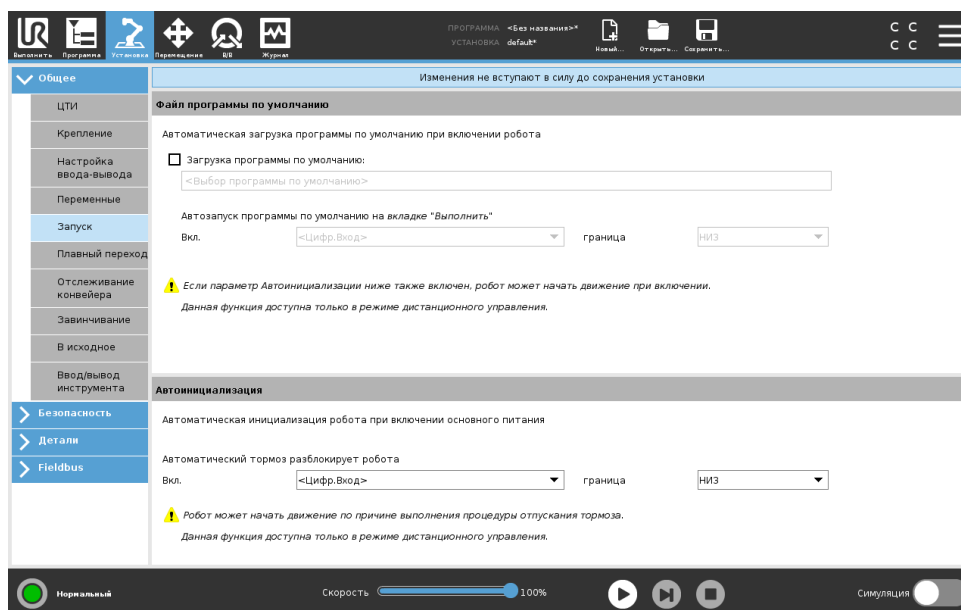 ПРОГРАММА <Без названия>*
УСТАНОВКА default*
C C
C C
Выполнить Программа Установка Перемещение В/В Журнал
Новый... Открыть... Сохранить...
Общее
Изменения не вступают в силу до сохранения установки
ЦТИ
Крепление
Настройка
ввода-вывода
Переменные
Запуск
Плавный переход
Отслеживание
конвейера
Завинчивание
В исходное
Ввод/вывод
инструмента
Безопасность
Детали
Fieldbus
Файл программы по умолчанию
Автоматическая загрузка программы по умолчанию при включении робота
Загрузка программы по умолчанию:
<Выбор программы по умолчанию>
Автозапуск программы по умолчанию на вкладке "Выполнить"
Вкл. <Цифр.Вход> граница НИЗ
Если параметр Автоинициализации ниже также включен, робот может начать движение при включении.
Данная функция доступна только в режиме дистанционного управления.
Автоинициализация
Автоматическая инициализация робота при включении основного питания
Автоматический тормоз разблокирует робота
Вкл. <Цифр.Вход> граница НИЗ
Робот может начать движение по причине выполнения процедуры отпускания тормоза.
Данная функция доступна только в режиме дистанционного управления.
Нормальный
Скорость 100%
Симуляция